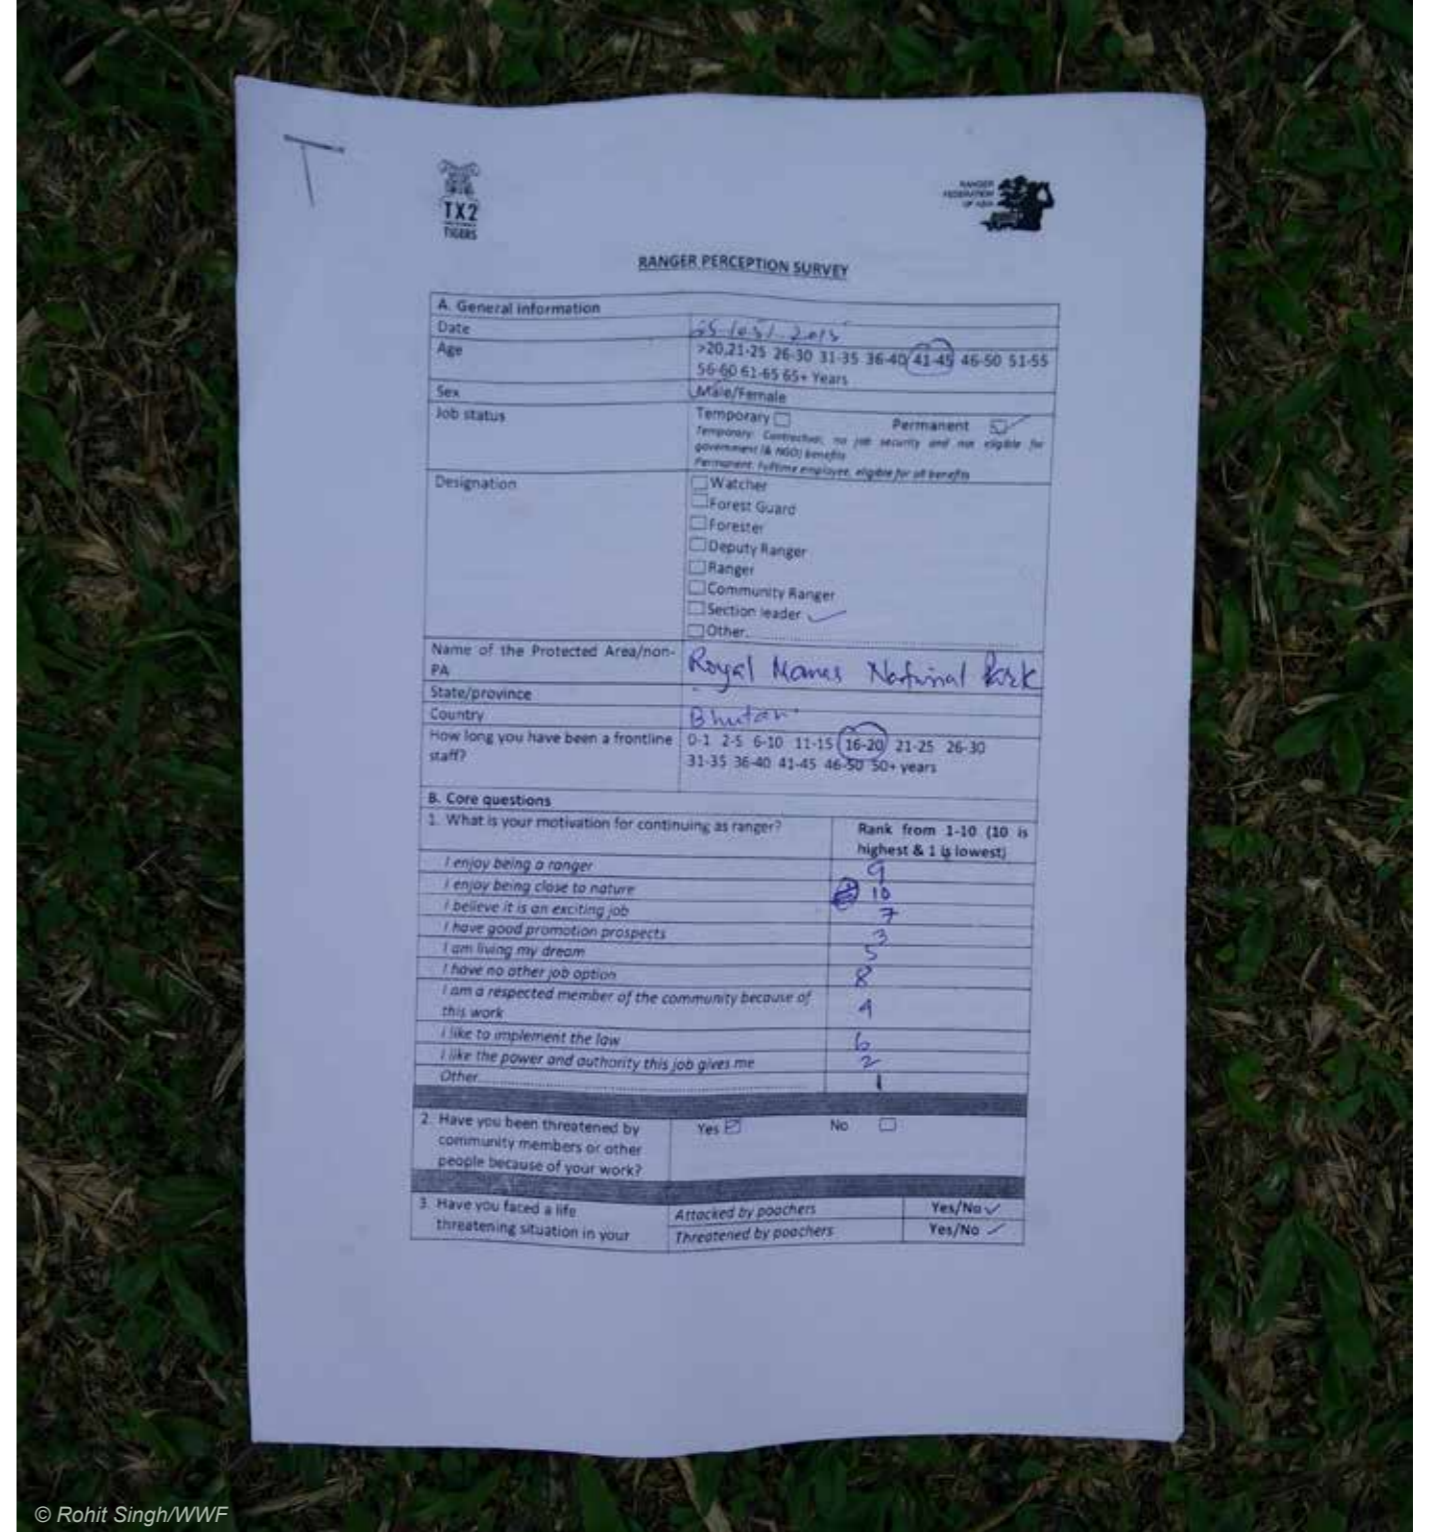 TX2
TIGERS
RANGER
FEDERATION
OF ASIA
RANGER PERCEPTION SURVEY
A. General information
Date 25/05/2015
Age >20,21-25 26-30 31-35 36-40 41-45 46-50 51-55
56-60 61-65 65+ Years
Sex Male/Female
Job status Temporary Permanent
Temporary: Contractual, no job security and not eligible for
government (& NGO) benefits
Permanent: Fulltime employee, eligible for all benefits
Designation Watcher
Forest Guard
Forester
Deputy Ranger
Ranger
Community Ranger
Section leader
Other
Name of the Protected Area/non-
PA Royal Manas National Park
State/province
Country Bhutan
How long you have been a frontline 0-1 2-5 6-10 11-15 16-20 21-25 26-30
staff? 31-35 36-40 41-45 46-50 50+ years
B. Core questions
1. What is your motivation for continuing as ranger? Rank from 1-10 (10 is
highest & 1 is lowest)
I enjoy being a ranger 9
I enjoy being close to nature 10
I believe it is an exciting job 7
I have good promotion prospects 3
I am living my dream 5
I have no other job option 8
I am a respected member of the community because of
this work 4
I like to implement the law 6
I like the power and authority this job gives me 2
Other 1
2. Have you been threatened by Yes No
community members or other
people because of your work?
3. Have you faced a life Attacked by poachers Yes/No
threatening situation in your Threatened by poachers Yes/No
© Rohit Singh/WWF